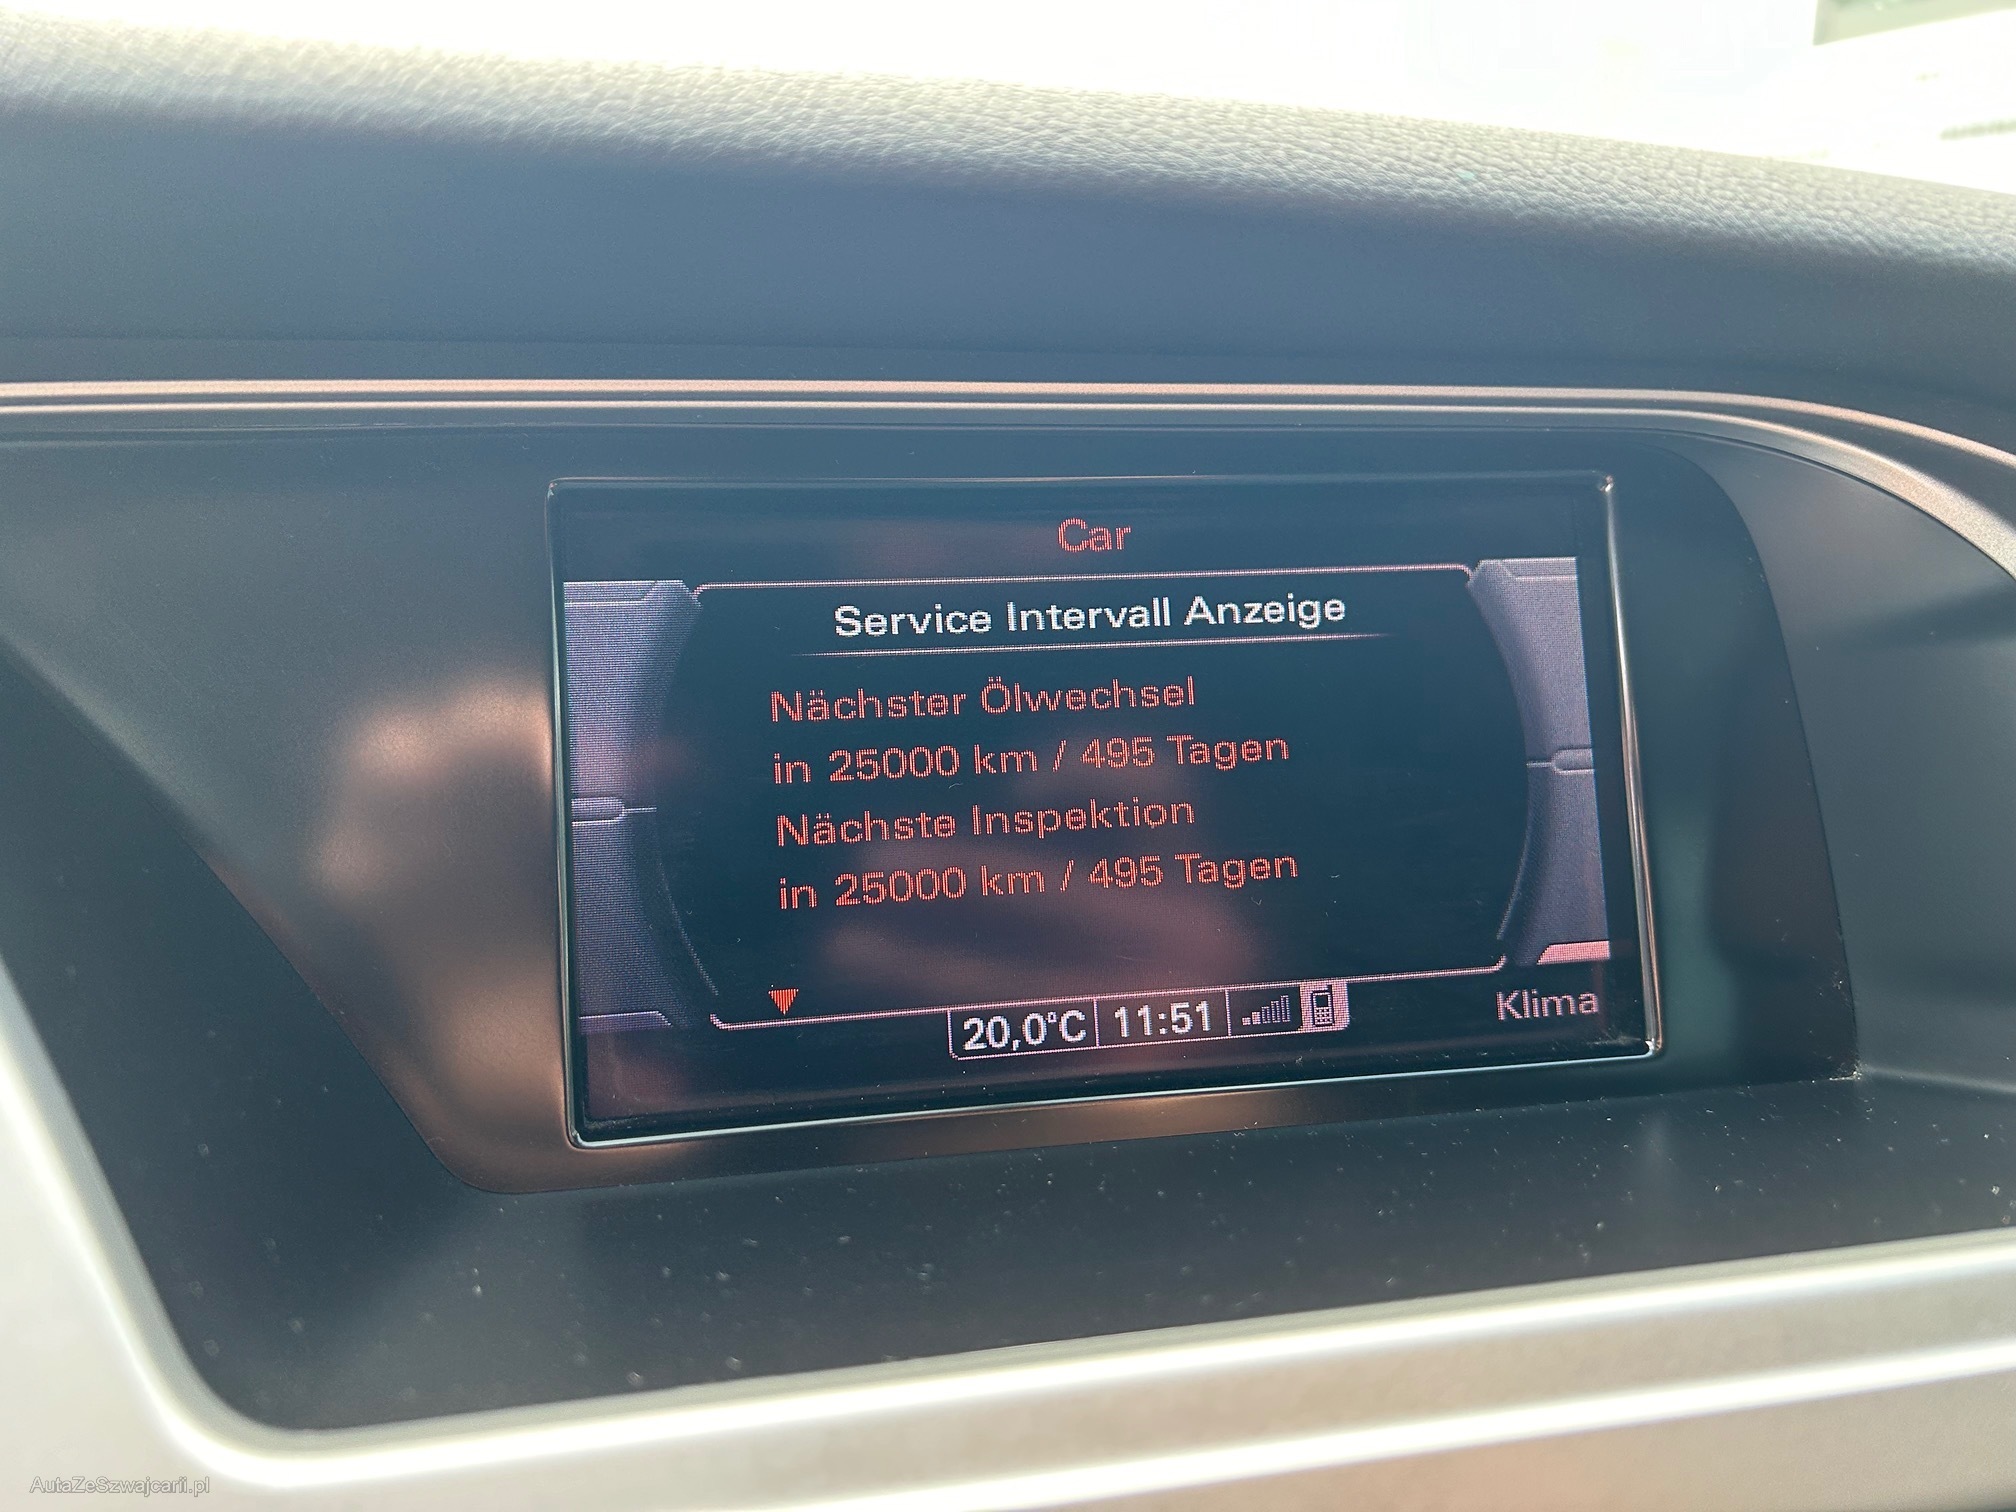 Car
Service Intervall Anzeige
Nächster Ölwechsel
in 25000 km / 495 Tagen
Nächste Inspektion
in 25000 km / 495 Tagen
20,0°C 11:51
Klima
AutaZeSzwajcarii.pl